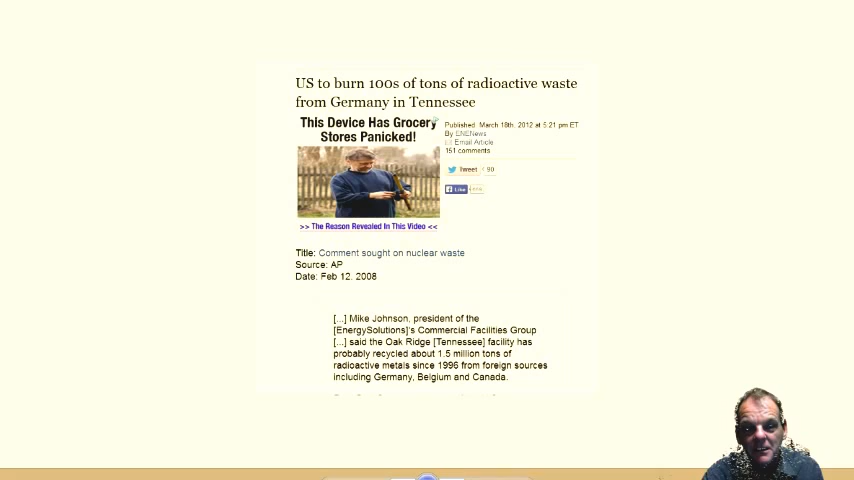 US to burn 100s of tons of radioactive waste
from Germany in Tennessee
This Device Has Grocery
Stores Panicked!
>> The Reason Revealed In This Video <<
Published: March 18th, 2012 at 5:21 pm ET
By ENENews
Email Article
151 comments
Tweet 90
Like
Title: Comment sought on nuclear waste
Source: AP
Date: Feb 12, 2008
[...] Mike Johnson, president of the
[EnergySolutions]'s Commercial Facilities Group
[...] said the Oak Ridge [Tennessee] facility has
probably recycled about 1.5 million tons of
radioactive metals since 1996 from foreign sources
including Germany, Belgium and Canada.